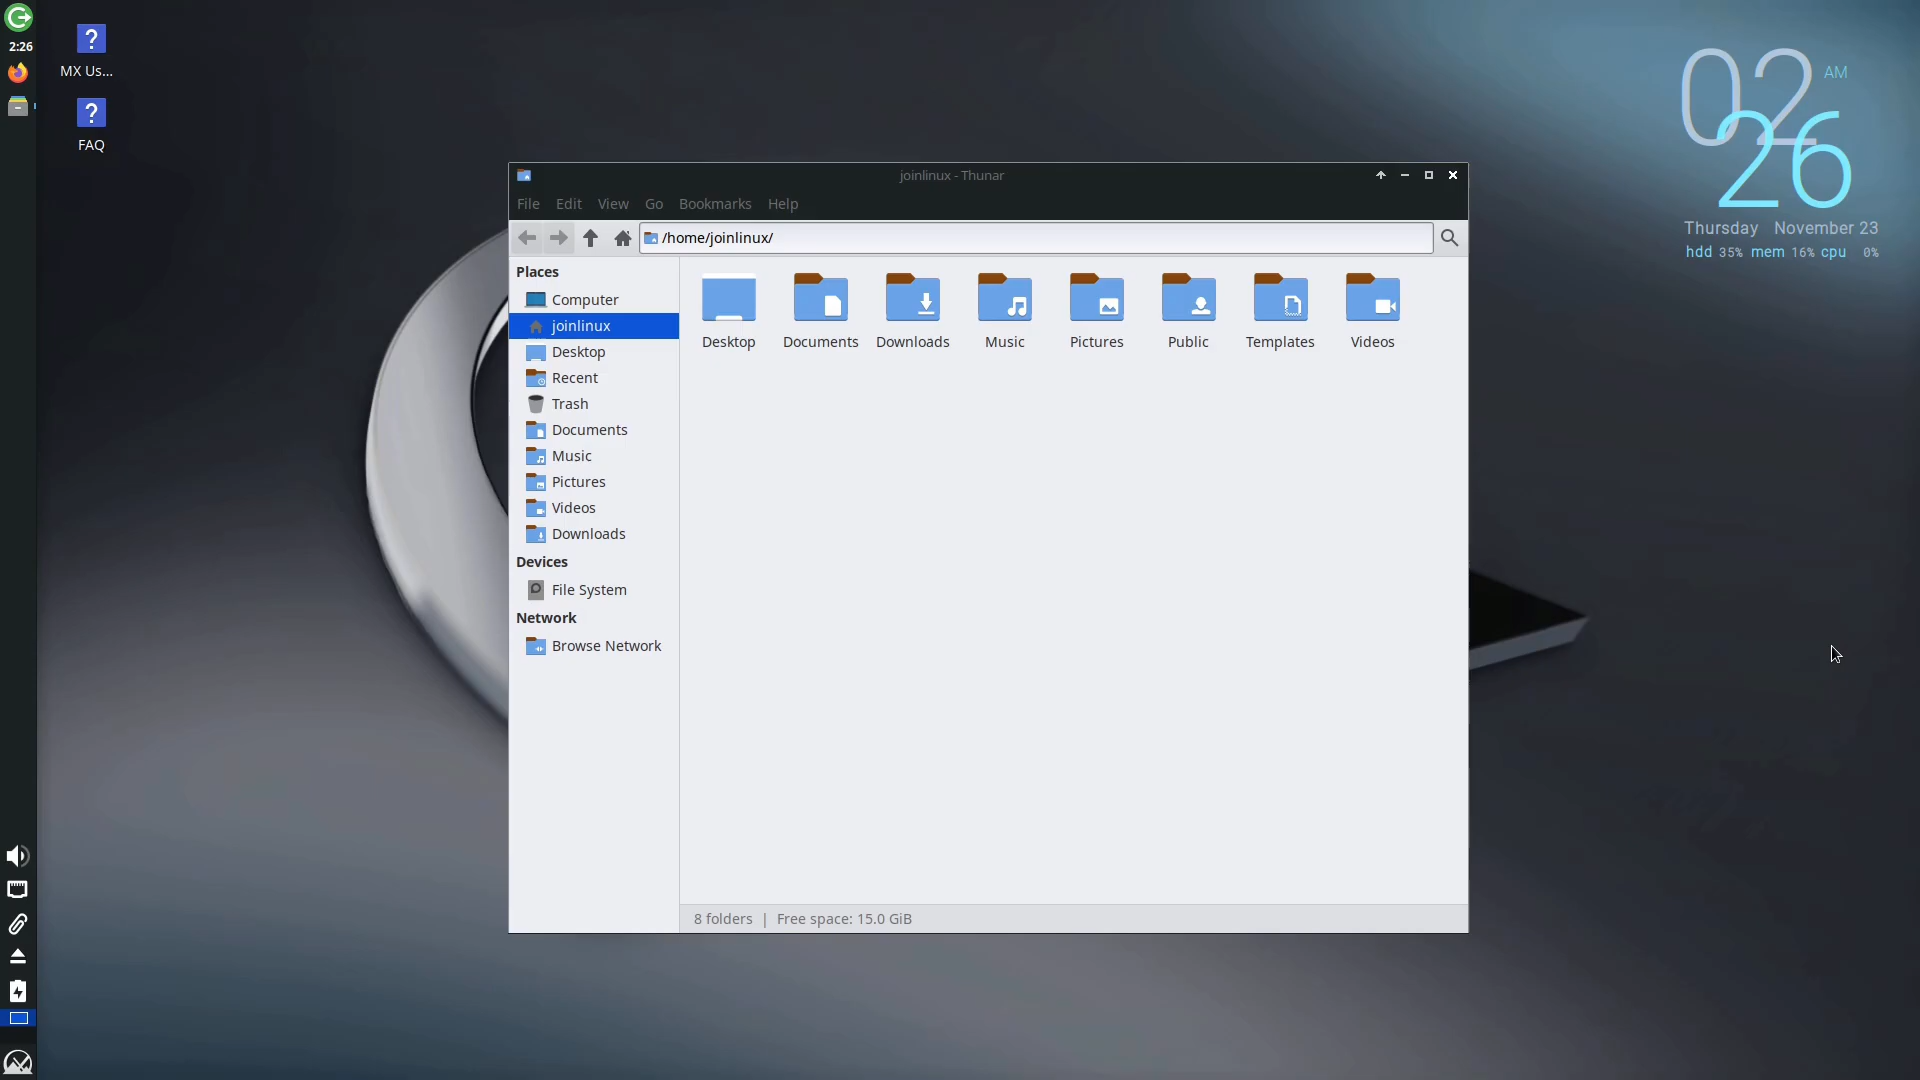 2:26
MX Us...
FAQ
02 AM
26
Thursday November 23
hdd 35% mem 16% cpu 0%
joinlinux - Thunar
File Edit View Go Bookmarks Help
/home/joinlinux/
Places
Computer
joinlinux
Desktop
Recent
Trash
Documents
Music
Pictures
Videos
Downloads
Devices
File System
Network
Browse Network
Desktop Documents Downloads Music Pictures Public Templates Videos
8 folders | Free space: 15.0 GiB